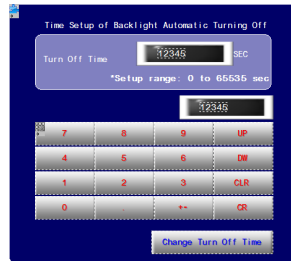 Time Setup of Backlight Automatic Turning Off
Turn Off Time 12345 SEC
*Setup range: 0 to 65535 sec
12345
7 8 9 UP
4 5 6 DW
1 2 3 CLR
0 . +- CR
Change Turn Off Time